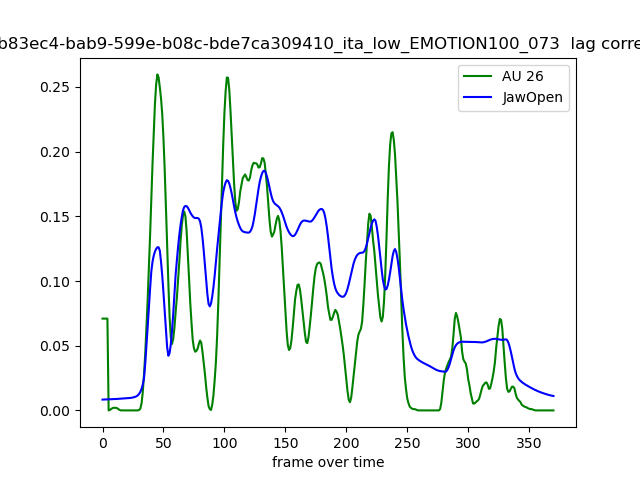 b83ec4-bab9-599e-b08c-bde7ca309410_ita_low_EMOTION100_073 lag corre
AU 26
JawOpen
0.25
0.20
0.15
0.10
0.05
0.00
0 50 100 150 200 250 300 350
frame over time